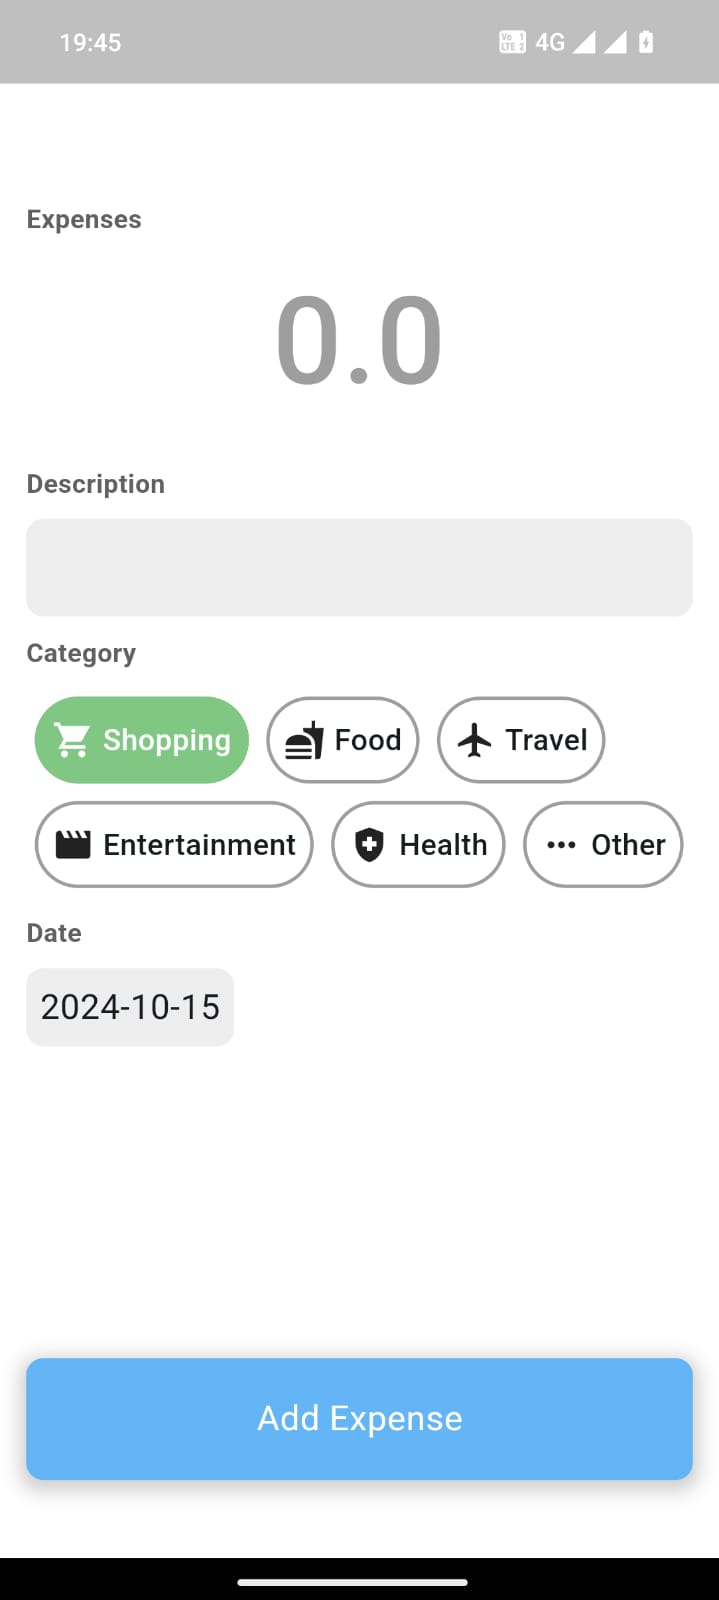 19:45 Vo 1 LTE 2 4G
Expenses
0.0
Description
Category
Shopping Food Travel
Entertainment Health Other
Date
2024-10-15
Add Expense